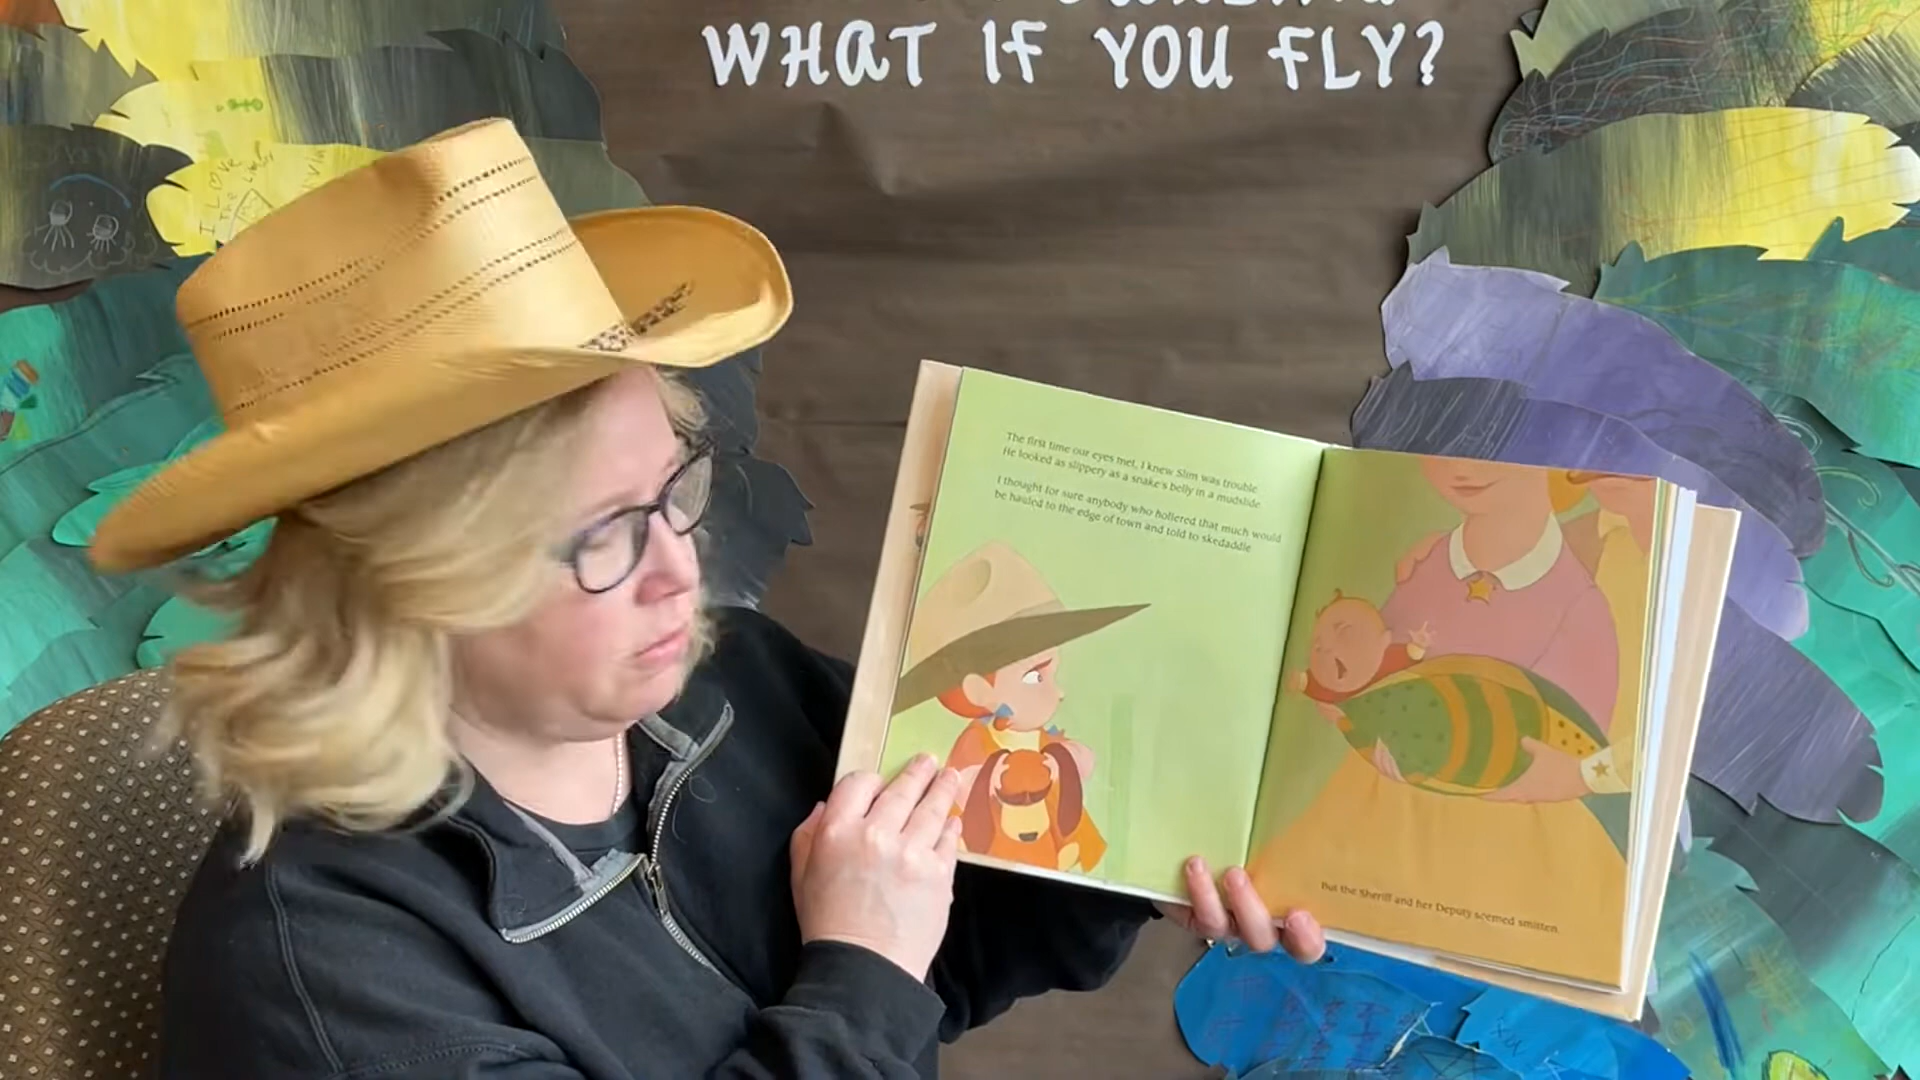 WHAT IF YOU FLY?
I LOVE
The
The first time our eyes met, I knew Slim was trouble
He looked as slippery as a snake's belly in a mudslide
I thought for sure anybody who hollered that much would
be hauled to the edge of town and told to skedaddle
But the Sheriff and her Deputy seemed smitten.